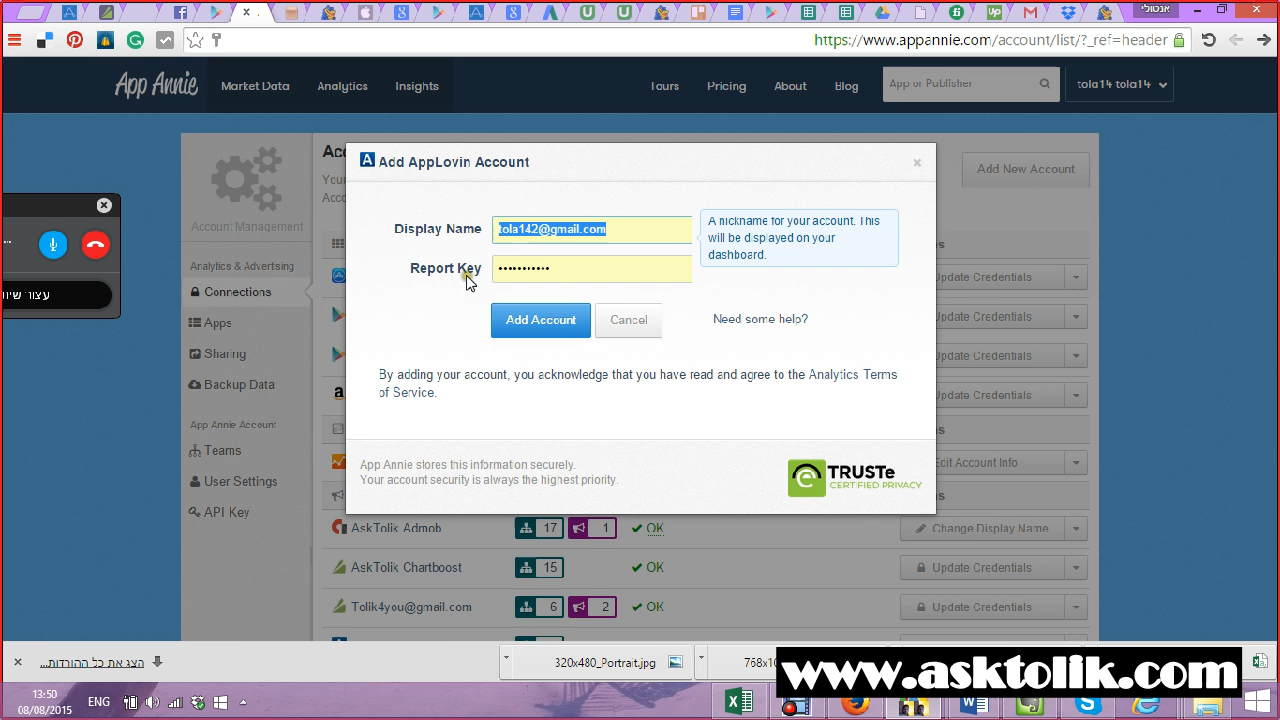 אנטולי
https://www.appannie.com/account/list/?_ref=header
App Annie
Market Data
Analytics
Insights
Tours
Pricing
About
Blog
App or Publisher
tola14 tola14
Account Management
Analytics & Advertising
Connections
Apps
Sharing
Backup Data
App Annie Account
Teams
User Settings
API Key
Add New Account
Add AppLovin Account
×
Display Name
tola142@gmail.com
A nickname for your account. This
will be displayed on your
dashboard.
Report Key
•••••••••••
Add Account
Cancel
Need some help?
By adding your account, you acknowledge that you have read and agree to the Analytics Terms
of Service.
App Annie stores this information securely.
Your account security is always the highest priority.
TRUSTe
CERTIFIED PRIVACY
Update Credentials
Update Credentials
Update Credentials
Update Credentials
Edit Account Info
AskTolik Admob
17
1
OK
Change Display Name
AskTolik Chartboost
15
OK
Update Credentials
Tolik4you@gmail.com
6
2
OK
Update Credentials
הצג את כל ההורדות...
320x480_Portrait.jpg
www.asktolik.com
13:50
08/08/2015
ENG